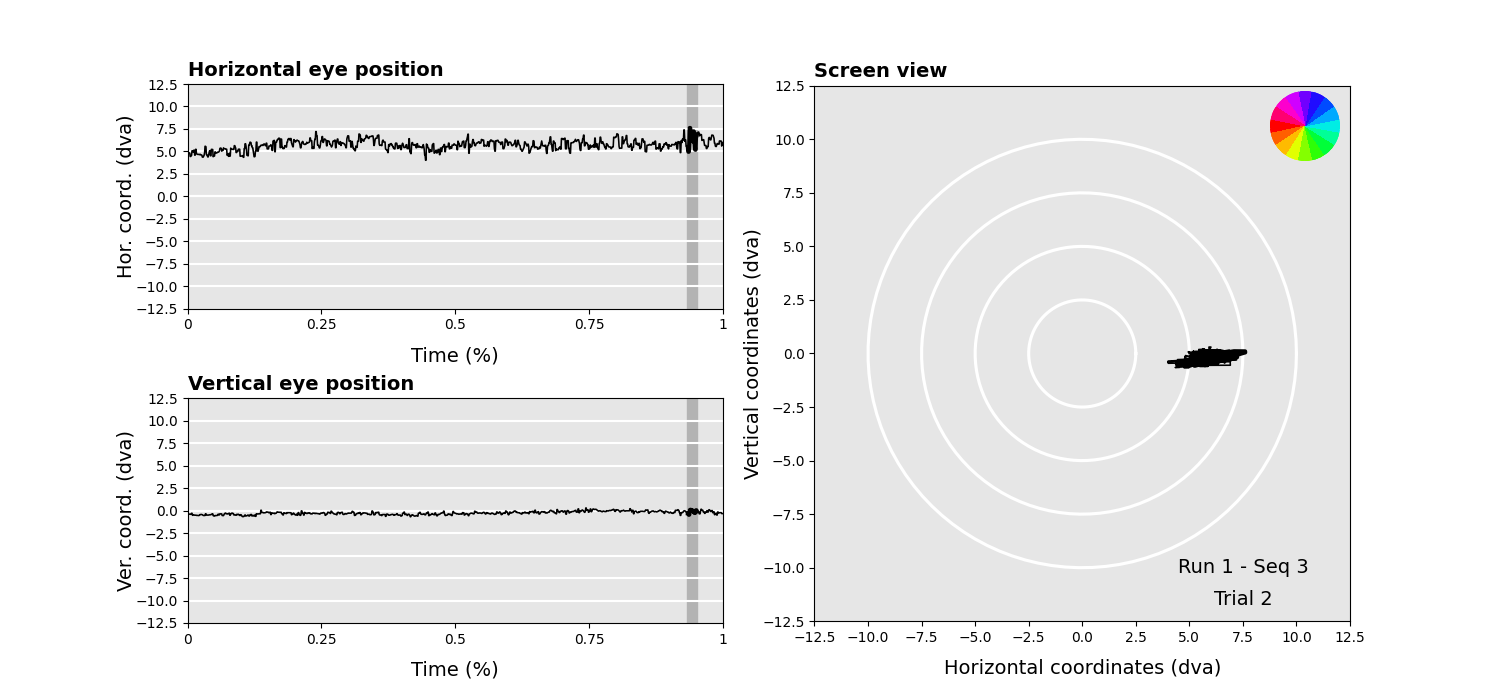 Horizontal eye position
Hor. coord. (dva)
12.5
10.0
7.5
5.0
2.5
0.0
−2.5
−5.0
−7.5
−10.0
−12.5
0 0.25 0.5 0.75 1
Time (%)
Vertical eye position
Ver. coord. (dva)
12.5
10.0
7.5
5.0
2.5
0.0
−2.5
−5.0
−7.5
−10.0
−12.5
0 0.25 0.5 0.75 1
Time (%)
Screen view
Vertical coordinates (dva)
12.5
10.0
7.5
5.0
2.5
0.0
−2.5
−5.0
−7.5
−10.0
−12.5
Run 1 - Seq 3
Trial 2
−12.5 −10.0 −7.5 −5.0 −2.5 0.0 2.5 5.0 7.5 10.0 12.5
Horizontal coordinates (dva)